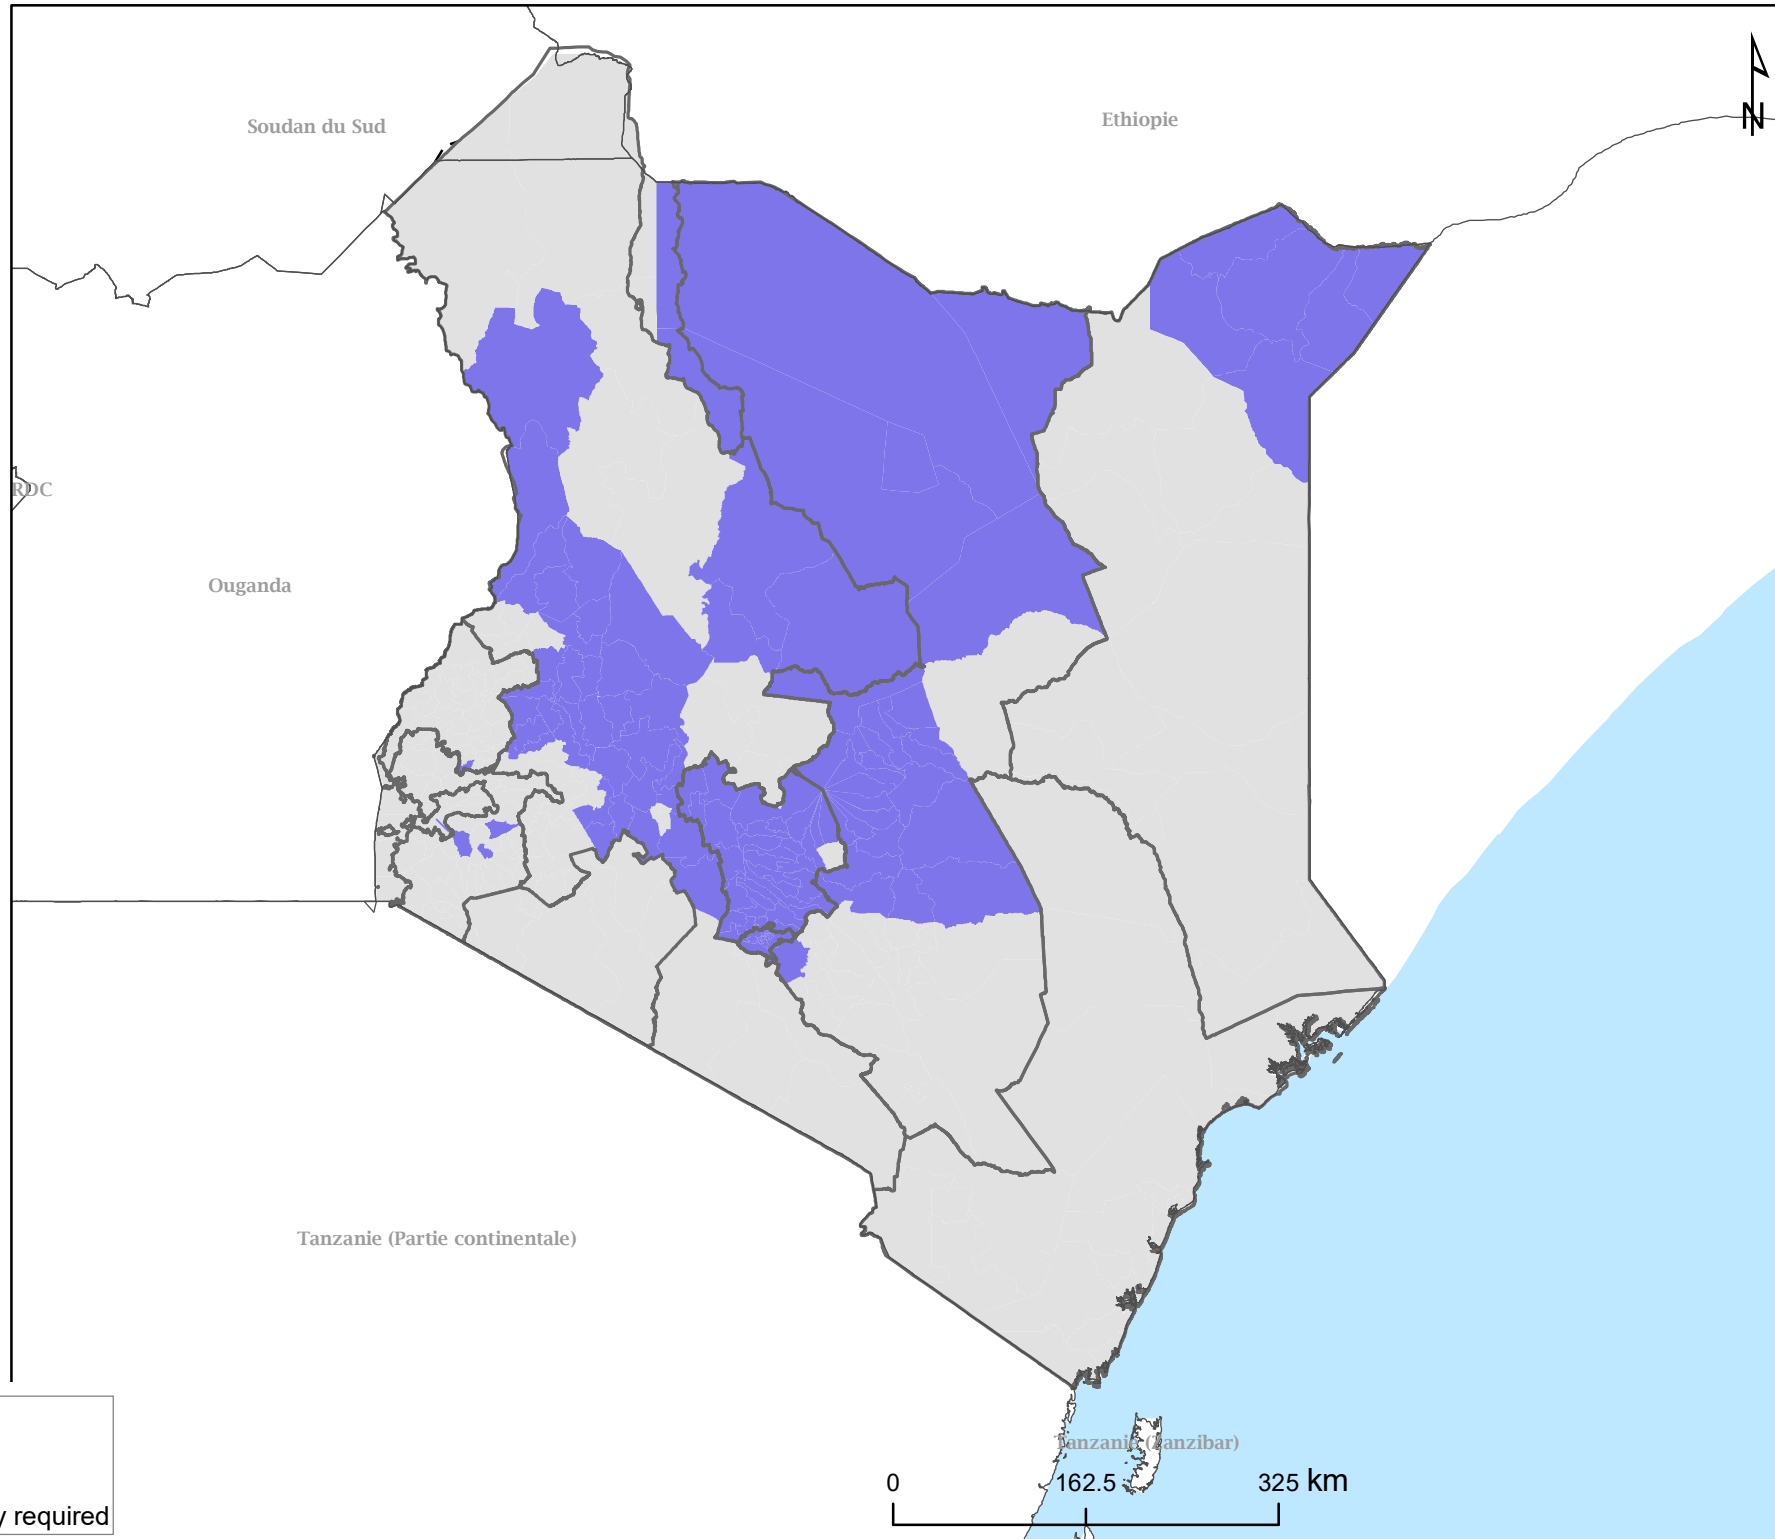 Soudan du Sud
Ethiopie
N
RDC
Ouganda
Tanzanie (Partie continentale)
Tanzanie (Zanzibar)
0 162.5 325 km
required